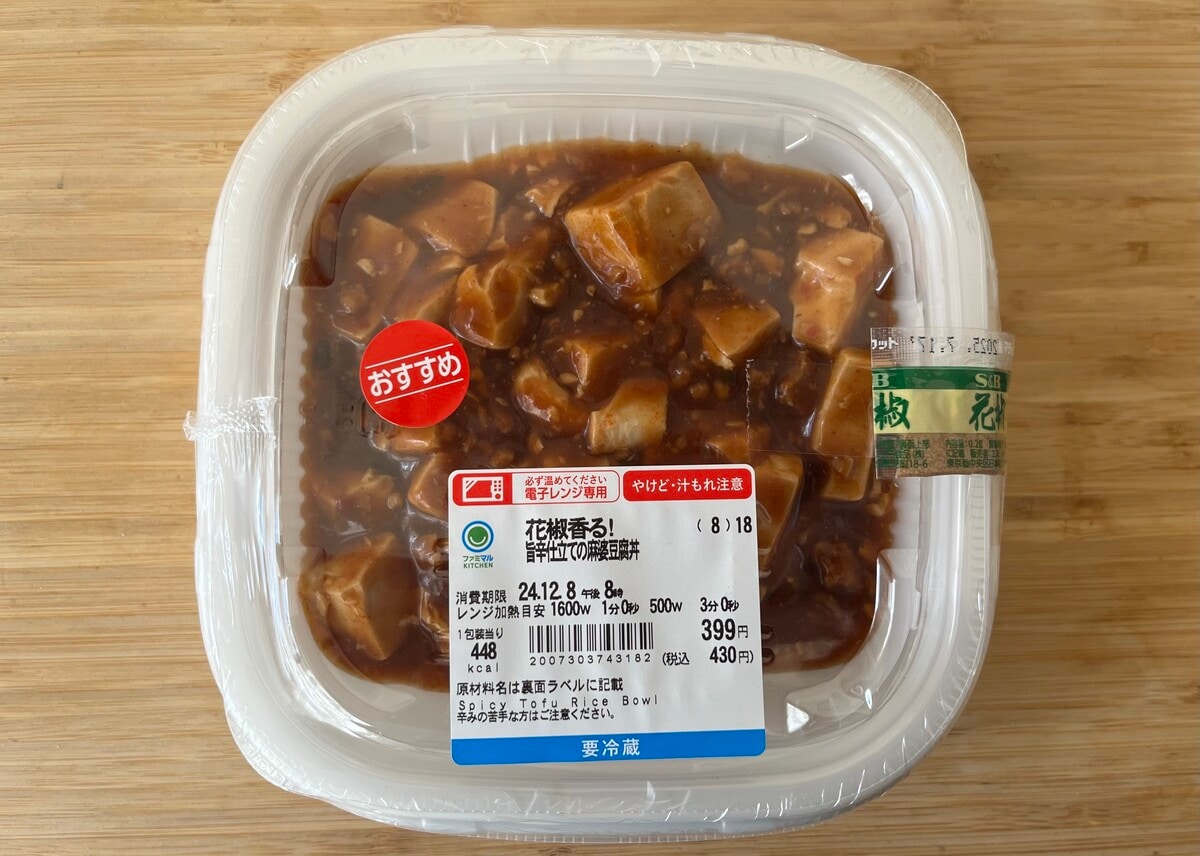 おすすめ
必ず温めてください
電子レンジ専用
やけど・汁もれ注意
ファミマル
KITCHEN
花椒香る!
(8)18
旨辛仕立ての麻婆豆腐丼
消費期限 24.12.8 午後 8時
レンジ加熱目安 1600w 1分0秒 500w 3分0秒
1包装当り
448
kcal
2007303743182
399円
(税込 430円)
原材料名は裏面ラベルに記載
Spicy Tofu Rice Bowl
辛みの苦手な方はご注意ください。
要冷蔵
2025.7.17
B S&B
椒 花椒